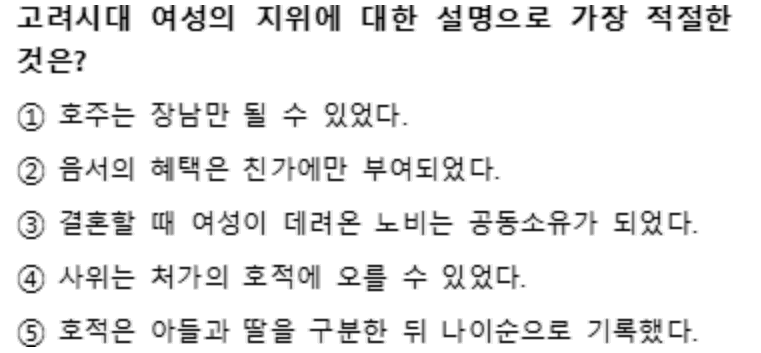 고려시대 여성의 지위에 대한 설명으로 가장 적절한
것은?
① 호주는 장남만 될 수 있었다.
② 음서의 혜택은 친가에만 부여되었다.
③ 결혼할 때 여성이 데려온 노비는 공동소유가 되었다.
④ 사위는 처가의 호적에 오를 수 있었다.
⑤ 호적은 아들과 딸을 구분한 뒤 나이순으로 기록했다.